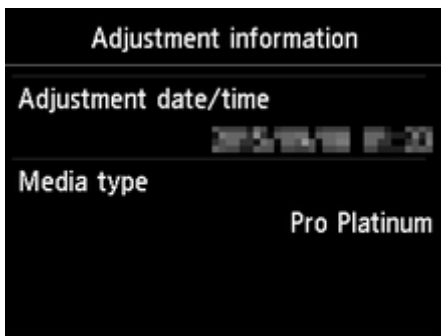 Adjustment information
Adjustment date/time
Media type
Pro Platinum